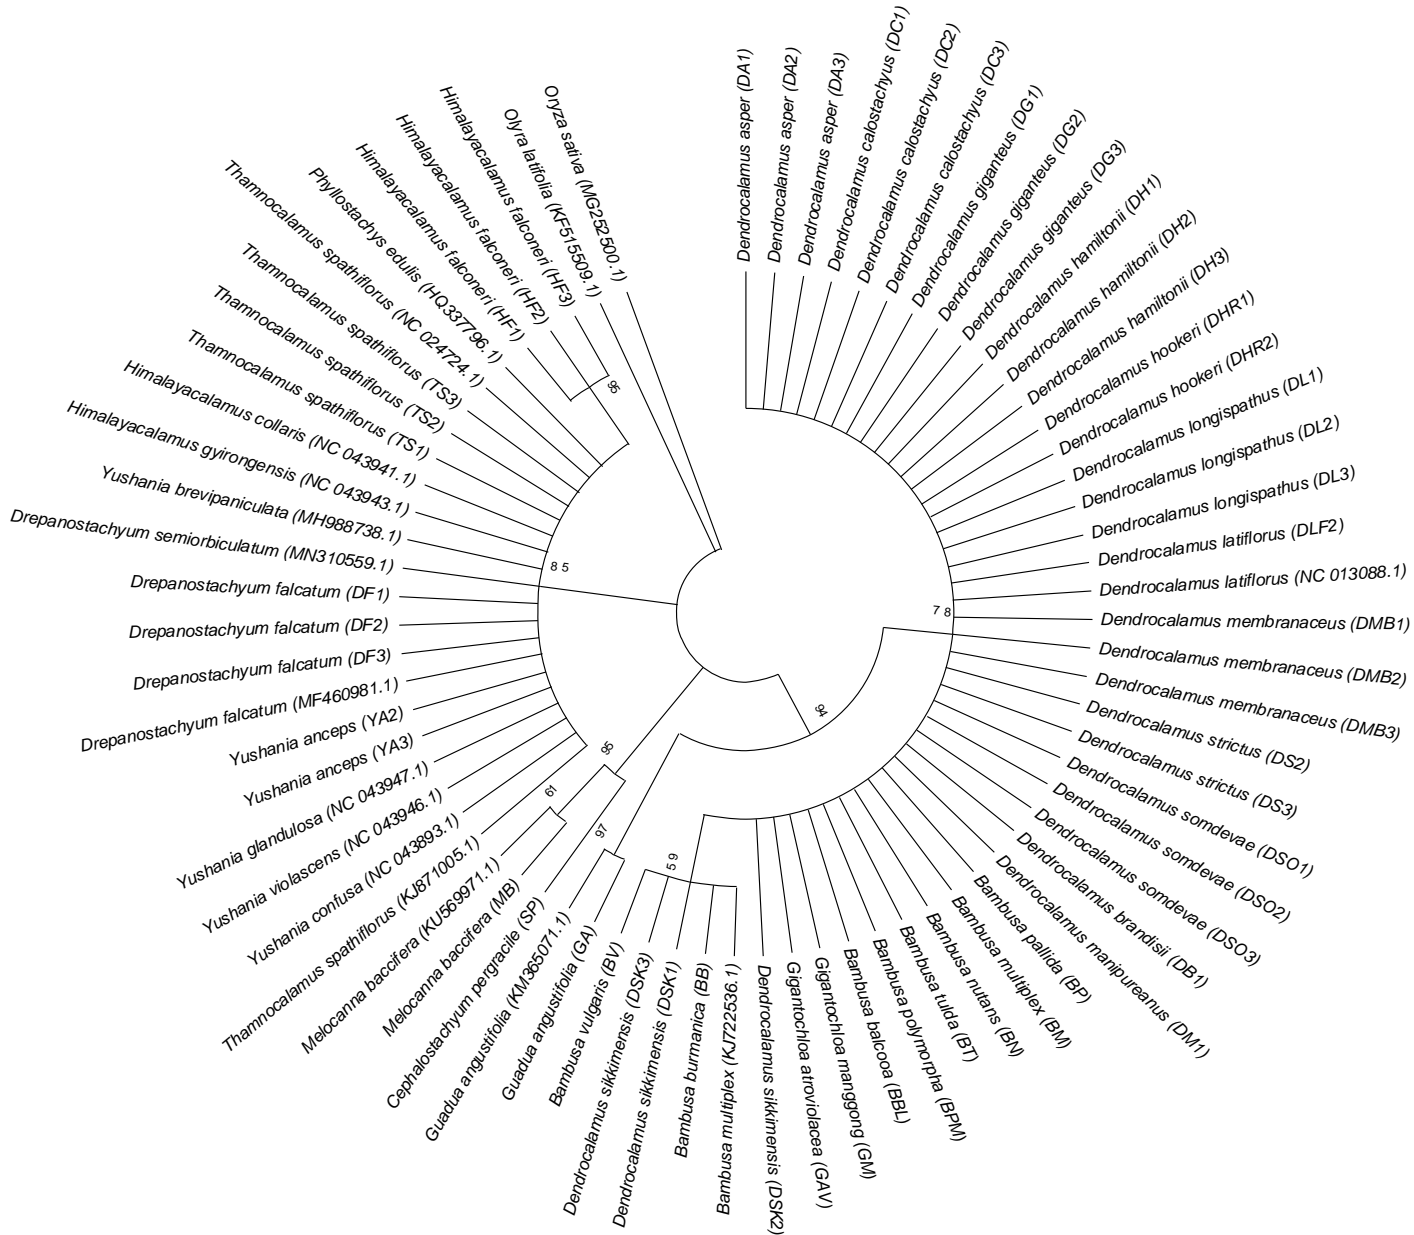 Dendrocalamus asper (DA1)
Dendrocalamus asper (DA2)
Dendrocalamus asper (DA3)
Dendrocalamus calostachyus (DC1)
Dendrocalamus calostachyus (DC2)
Dendrocalamus calostachyus (DC3)
Dendrocalamus giganteus (DG1)
Dendrocalamus giganteus (DG2)
Dendrocalamus giganteus (DG3)
Dendrocalamus hamiltonii (DH1)
Dendrocalamus hamiltonii (DH2)
Dendrocalamus hamiltonii (DH3)
Dendrocalamus hookeri (DHR1)
Dendrocalamus hookeri (DHR2)
Dendrocalamus longispathus (DL1)
Dendrocalamus longispathus (DL2)
Dendrocalamus longispathus (DL3)
Dendrocalamus latiflorus (DLF2)
Dendrocalamus latiflorus (NC 013088.1)
Dendrocalamus membranaceus (DMB1)
Dendrocalamus membranaceus (DMB2)
Dendrocalamus membranaceus (DMB3)
Dendrocalamus strictus (DS2)
Dendrocalamus strictus (DS3)
Dendrocalamus somdevae (DSO1)
Dendrocalamus somdevae (DSO2)
Dendrocalamus somdevae (DSO3)
Dendrocalamus brandisii (DB1)
Dendrocalamus manipureanus (DM1)
Bambusa pallida (BP)
Bambusa multiplex (BM)
Bambusa nutans (BN)
Bambusa tulda (BT)
Bambusa polymorpha (BPM)
Bambusa balcooa (BBL)
Gigantochloa manggong (GM)
Gigantochloa atroviolacea (GAV)
Dendrocalamus sikkimensis (DSK2)
Bambusa multiplex (KJ722536.1)
Bambusa burmanica (BB)
Dendrocalamus sikkimensis (DSK1)
Dendrocalamus sikkimensis (DSK3)
Bambusa vulgaris (BV)
Guadua angustifolia (GA)
Guadua angustifolia (KM365071.1)
Cephalostachyum pergracile (SP)
Melocanna baccifera (MB)
Melocanna baccifera (KU569971.1)
Thamnocalamus spathiflorus (KJ871005.1)
Yushania confusa (NC 043893.1)
Yushania violascens (NC 043946.1)
Yushania glandulosa (NC 043947.1)
Yushania anceps (YA3)
Yushania anceps (YA2)
Drepanostachyum falcatum (MF460981.1)
Drepanostachyum falcatum (DF3)
Drepanostachyum falcatum (DF2)
Drepanostachyum falcatum (DF1)
Drepanostachyum semiorbiculatum (MN310559.1)
Yushania brevipaniculata (MH988738.1)
Himalayacalamus gyirongensis (NC 043943.1)
Himalayacalamus collaris (NC 043941.1)
Thamnocalamus spathiflorus (TS1)
Thamnocalamus spathiflorus (TS2)
Thamnocalamus spathiflorus (TS3)
Thamnocalamus spathiflorus (NC 024724.1)
Phyllostachys edulis (HQ337796.1)
Himalayacalamus falconeri (HF1)
Himalayacalamus falconeri (HF2)
Himalayacalamus falconeri (HF3)
Olyra latifolia (KF515509.1)
Oryza sativa (MG252500.1)
95
85
78
94
95
61
97
59